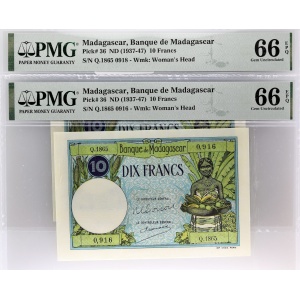 PMG
PAPER MONEY GUARANTY
Madagascar, Banque de Madagascar
Pick# 36 ND (1937-47) 10 Francs
S/N Q.1865 0918 - Wmk: Woman's Head
66 EPQ
Gem Uncirculated
PMG
PAPER MONEY GUARANTY
Madagascar, Banque de Madagascar
Pick# 36 ND (1937-47) 10 Francs
S/N Q.1865 0916 - Wmk: Woman's Head
66 EPQ
Gem Uncirculated
Q.1865
Banque de Madagascar
0,916
10
DIX FRANCS
0,916
Q.1865